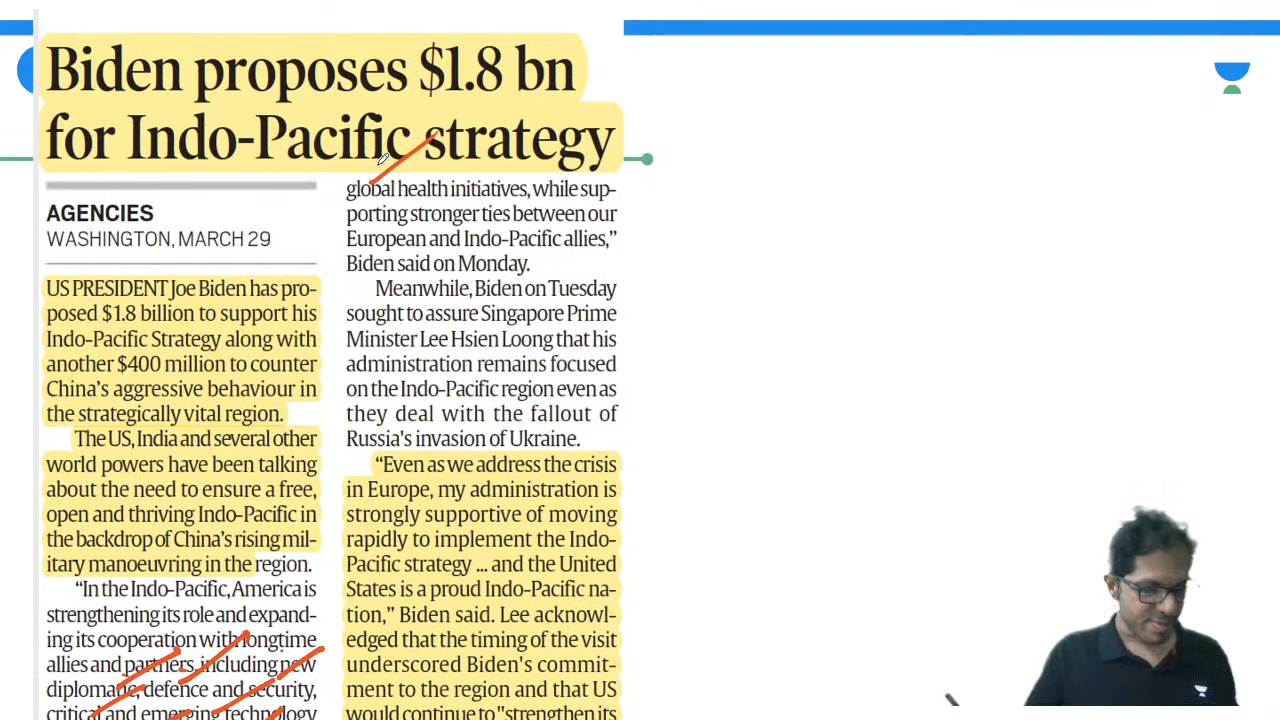 Biden proposes $1.8 bn
for Indo-Pacific strategy
AGENCIES
WASHINGTON, MARCH 29
US PRESIDENT Joe Biden has pro-
posed $1.8 billion to support his
Indo-Pacific Strategy along with
another $400 million to counter
China's aggressive behaviour in
the strategically vital region.
The US, India and several other
world powers have been talking
about the need to ensure a free,
open and thriving Indo-Pacific in
the backdrop of China's rising mil-
itary manoeuvring in the region.
“In the Indo-Pacific, America is
strengthening its role and expand-
ing its cooperation with longtime
allies and partners, including new
diplomatic, defence and security,
critical and emerging technology
global health initiatives, while sup-
porting stronger ties between our
European and Indo-Pacific allies,”
Biden said on Monday.
Meanwhile, Biden on Tuesday
sought to assure Singapore Prime
Minister Lee Hsien Loong that his
administration remains focused
on the Indo-Pacific region even as
they deal with the fallout of
Russia's invasion of Ukraine.
“Even as we address the crisis
in Europe, my administration is
strongly supportive of moving
rapidly to implement the Indo-
Pacific strategy ... and the United
States is a proud Indo-Pacific na-
tion,” Biden said. Lee acknowl-
edged that the timing of the visit
underscored Biden's commit-
ment to the region and that US
would continue to "strengthen its